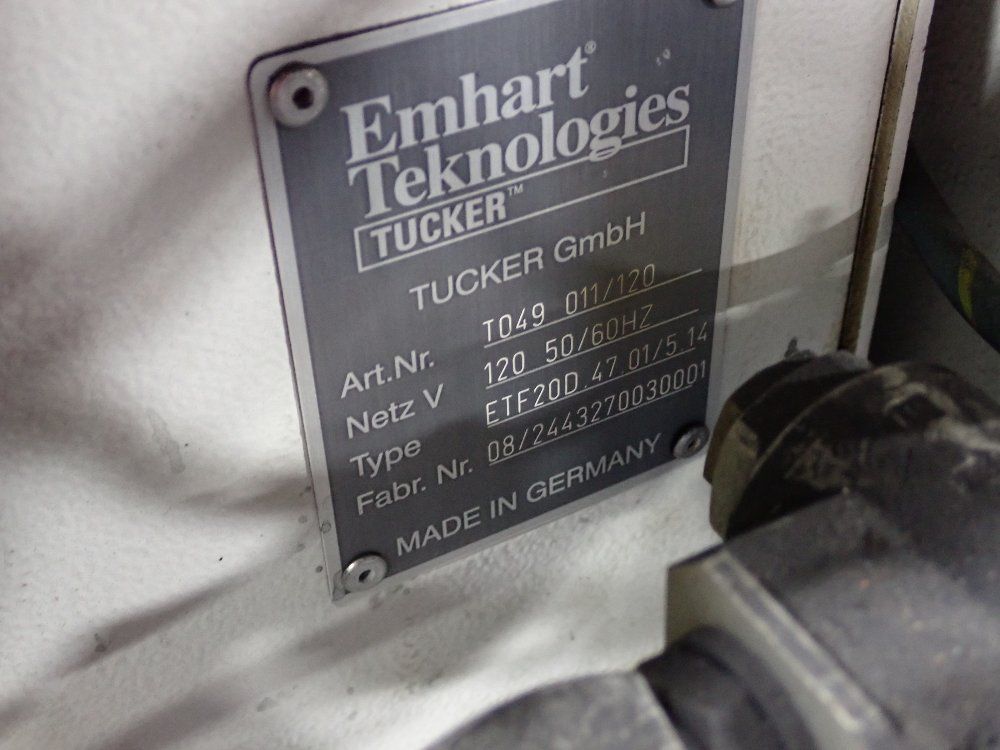 Emhart®
Teknologies
TUCKER™
TUCKER GmbH
Art.Nr. T049 011/120
Netz V 120 50/60HZ
Type ETF20D.47.01/5.14
Fabr. Nr. 08/2443270030001
MADE IN GERMANY